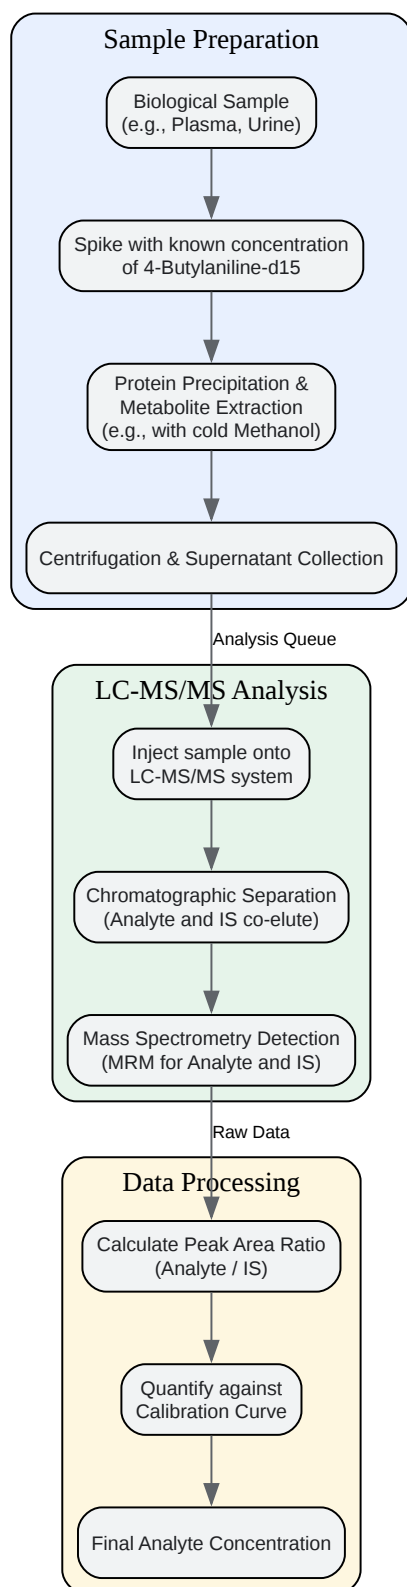 Sample Preparation
Biological Sample
(e.g., Plasma, Urine)
Spike with known concentration
of 4-Butylaniline-d15
Protein Precipitation &
Metabolite Extraction
(e.g., with cold Methanol)
Centrifugation & Supernatant Collection
Analysis Queue
LC-MS/MS Analysis
Inject sample onto
LC-MS/MS system
Chromatographic Separation
(Analyte and IS co-elute)
Mass Spectrometry Detection
(MRM for Analyte and IS)
Raw Data
Data Processing
Calculate Peak Area Ratio
(Analyte / IS)
Quantify against
Calibration Curve
Final Analyte Concentration